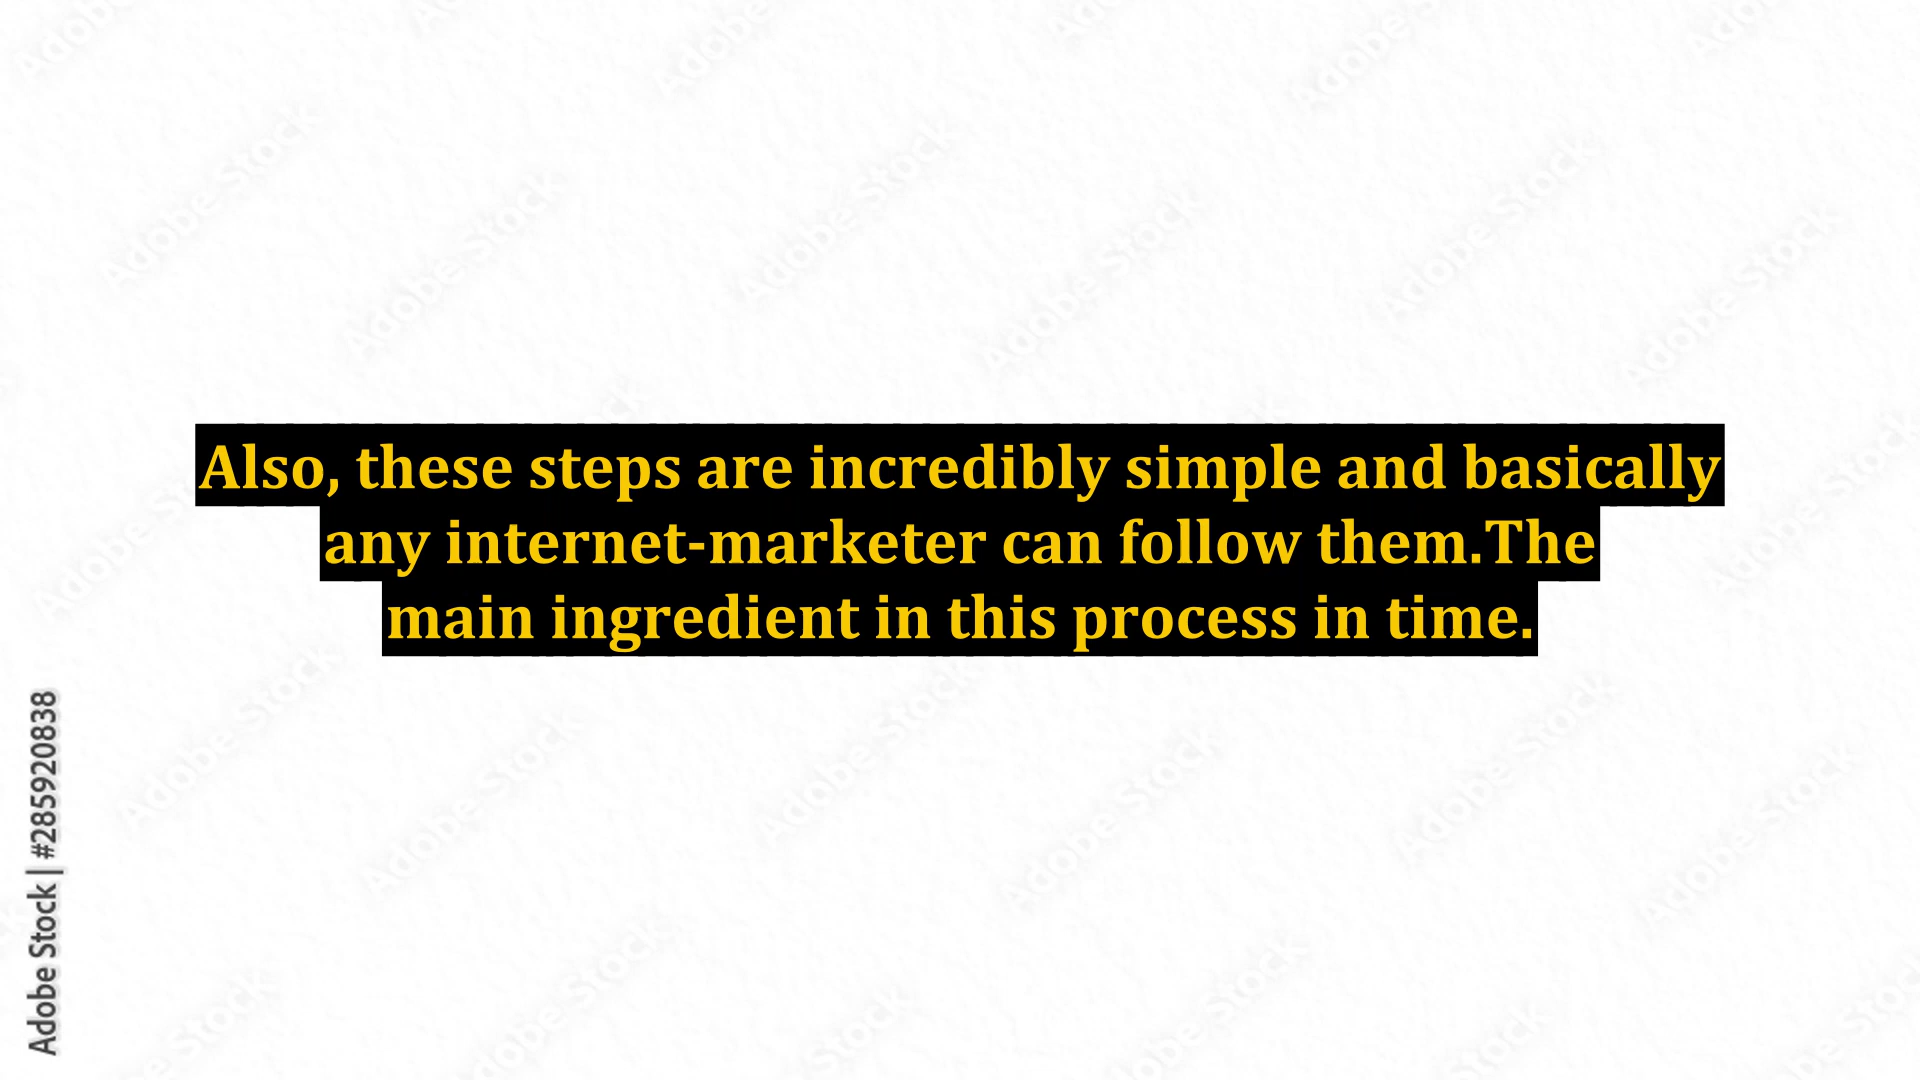 Also, these steps are incredibly simple and basically
any internet-marketer can follow them.The
main ingredient in this process in time.
Adobe Stock | #285920838